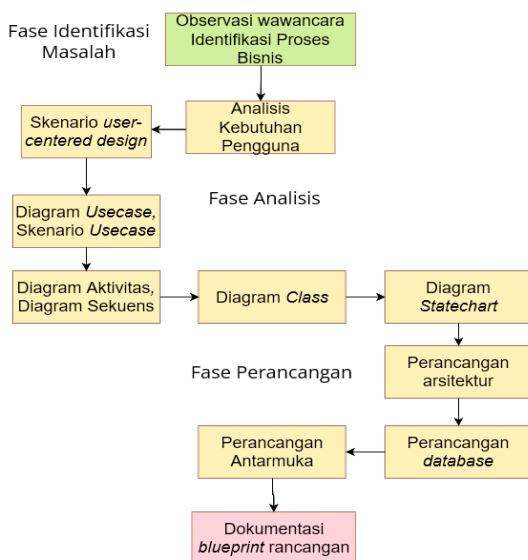 Fase Identifikasi
Masalah
Observasi wawancara
Identifikasi Proses
Bisnis
Analisis
Kebutuhan
Pengguna
Skenario user-
centered design
Fase Analisis
Diagram Usecase,
Skenario Usecase
Diagram Aktivitas,
Diagram Sekuens
Diagram Class
Diagram
Statechart
Fase Perancangan
Perancangan
arsitektur
Perancangan
database
Perancangan
Antarmuka
Dokumentasi
blueprint rancangan